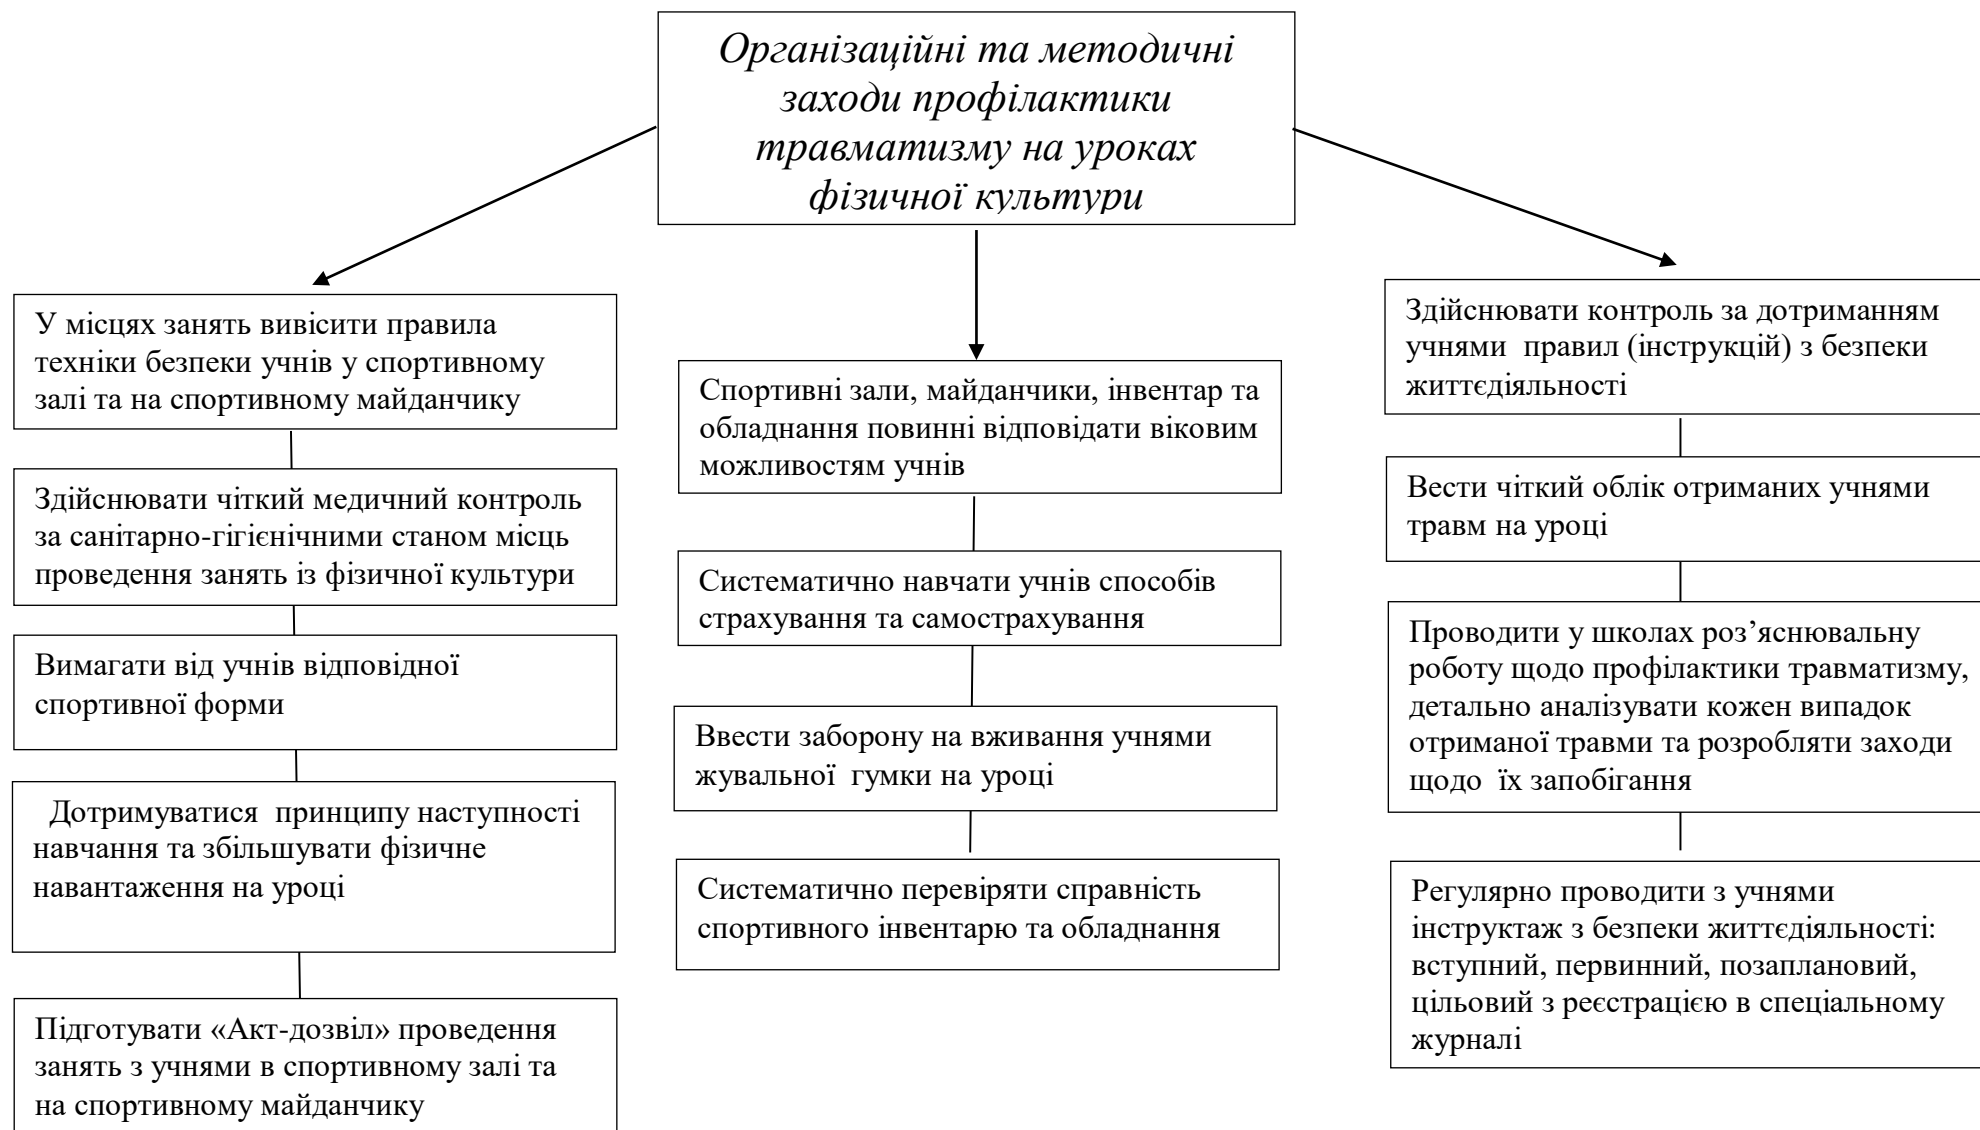 Організаційні та методичні
заходи профілактики
травматизму на уроках
фізичної культури
У місцях занять вивісити правила
техніки безпеки учнів у спортивному
залі та на спортивному майданчику
Здійснювати чіткий медичний контроль
за санітарно-гігієнічними станом місць
проведення занять із фізичної культури
Вимагати від учнів відповідної
спортивної форми
Дотримуватися принципу наступності
навчання та збільшувати фізичне
навантаження на уроці
Підготувати «Акт-дозвіл» проведення
занять з учнями в спортивному залі та
на спортивному майданчику
Спортивні зали, майданчики, інвентар та
обладнання повинні відповідати віковим
можливостям учнів
Систематично навчати учнів способів
страхування та самострахування
Ввести заборону на вживання учнями
жувальної гумки на уроці
Систематично перевіряти справність
спортивного інвентарю та обладнання
Здійснювати контроль за дотриманням
учнями правил (інструкцій) з безпеки
життєдіяльності
Вести чіткий облік отриманих учнями
травм на уроці
Проводити у школах роз’яснювальну
роботу щодо профілактики травматизму,
детально аналізувати кожен випадок
отриманої травми та розробляти заходи
щодо їх запобігання
Регулярно проводити з учнями
інструктаж з безпеки життєдіяльності:
вступний, первинний, позаплановий,
цільовий з реєстрацією в спеціальному
журналі